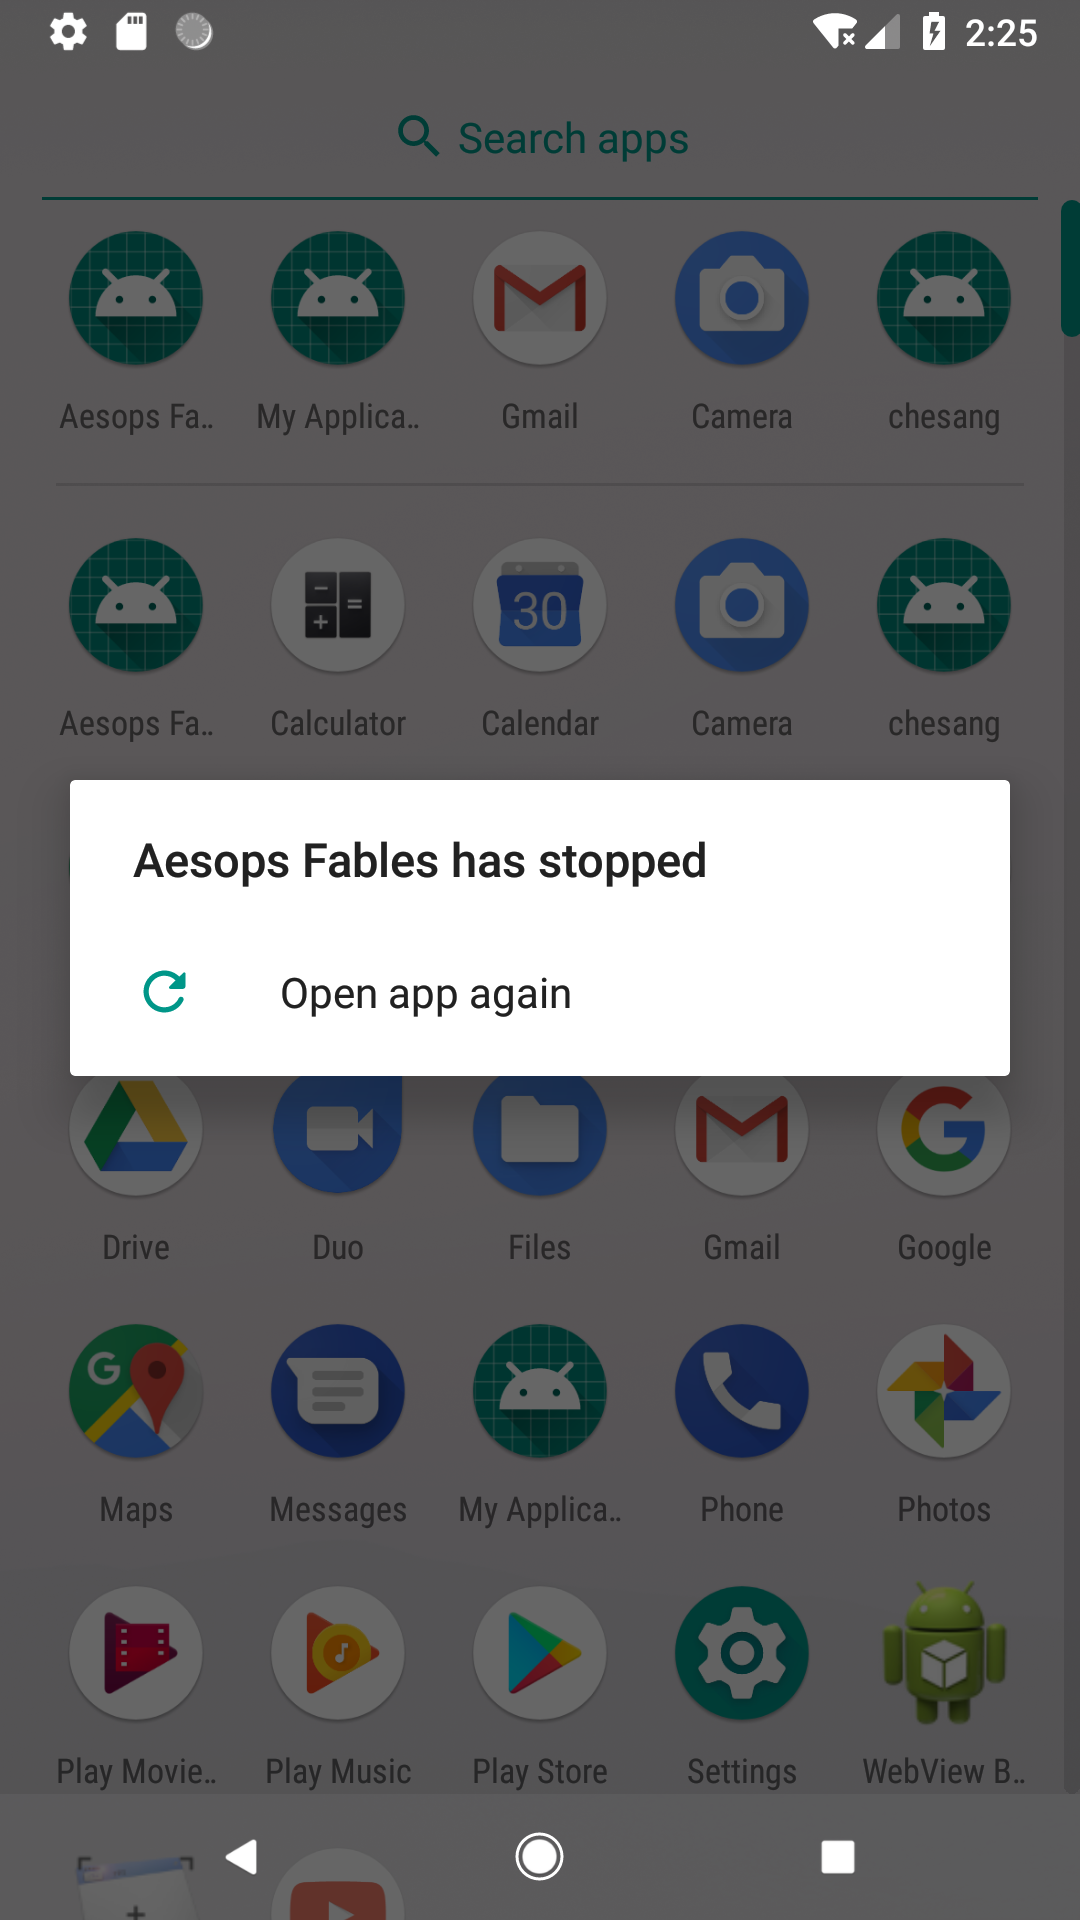 2:25
Search apps
Aesops Fa.. My Applica.. Gmail Camera chesang
30
Aesops Fa.. Calculator Calendar Camera chesang
Aesops Fables has stopped
Open app again
Drive Duo Files Gmail Google
Maps Messages My Applica.. Phone Photos
Play Movie.. Play Music Play Store Settings WebView B..